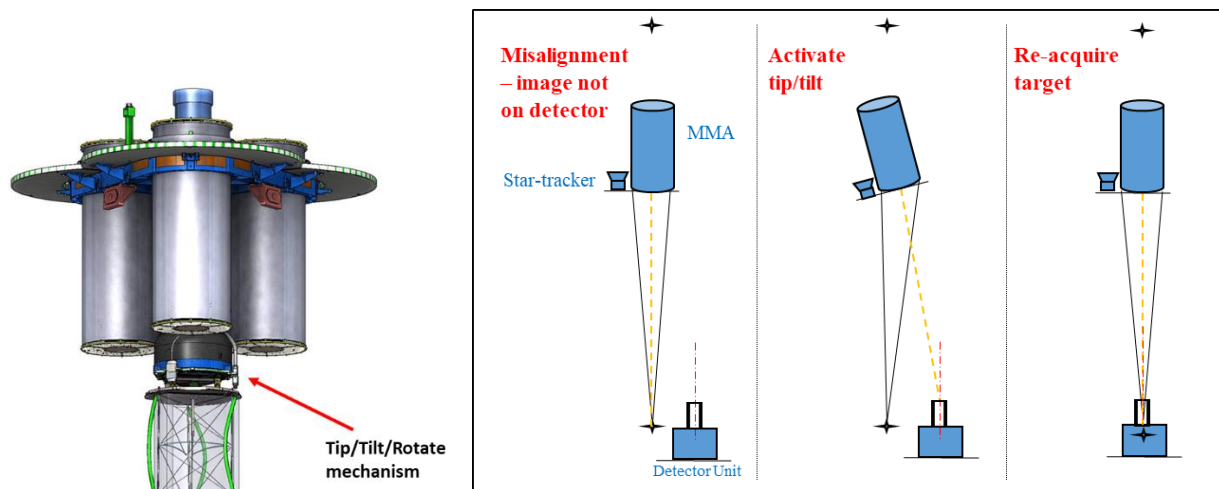 Tip/Tilt/Rotate
mechanism
Misalignment
– image not
on detector
MMA
Star-tracker
Detector Unit
Activate
tip/tilt
Re-acquire
target